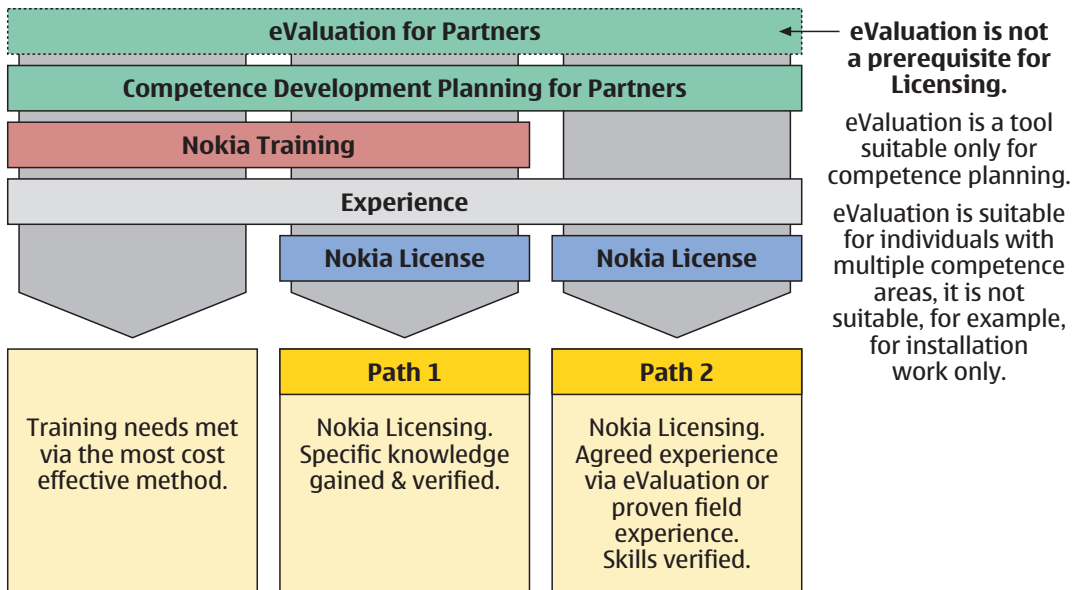 eValuation for Partners
Competence Development Planning for Partners
Nokia Training
Experience
Nokia License
Nokia License
Training needs met
via the most cost
effective method.
Path 1
Nokia Licensing.
Specific knowledge
gained & verified.
Path 2
Nokia Licensing.
Agreed experience
via eValuation or
proven field
experience.
Skills verified.
eValuation is not
a prerequisite for
Licensing.
eValuation is a tool
suitable only for
competence planning.
eValuation is suitable
for individuals with
multiple competence
areas, it is not
suitable, for example,
for installation
work only.